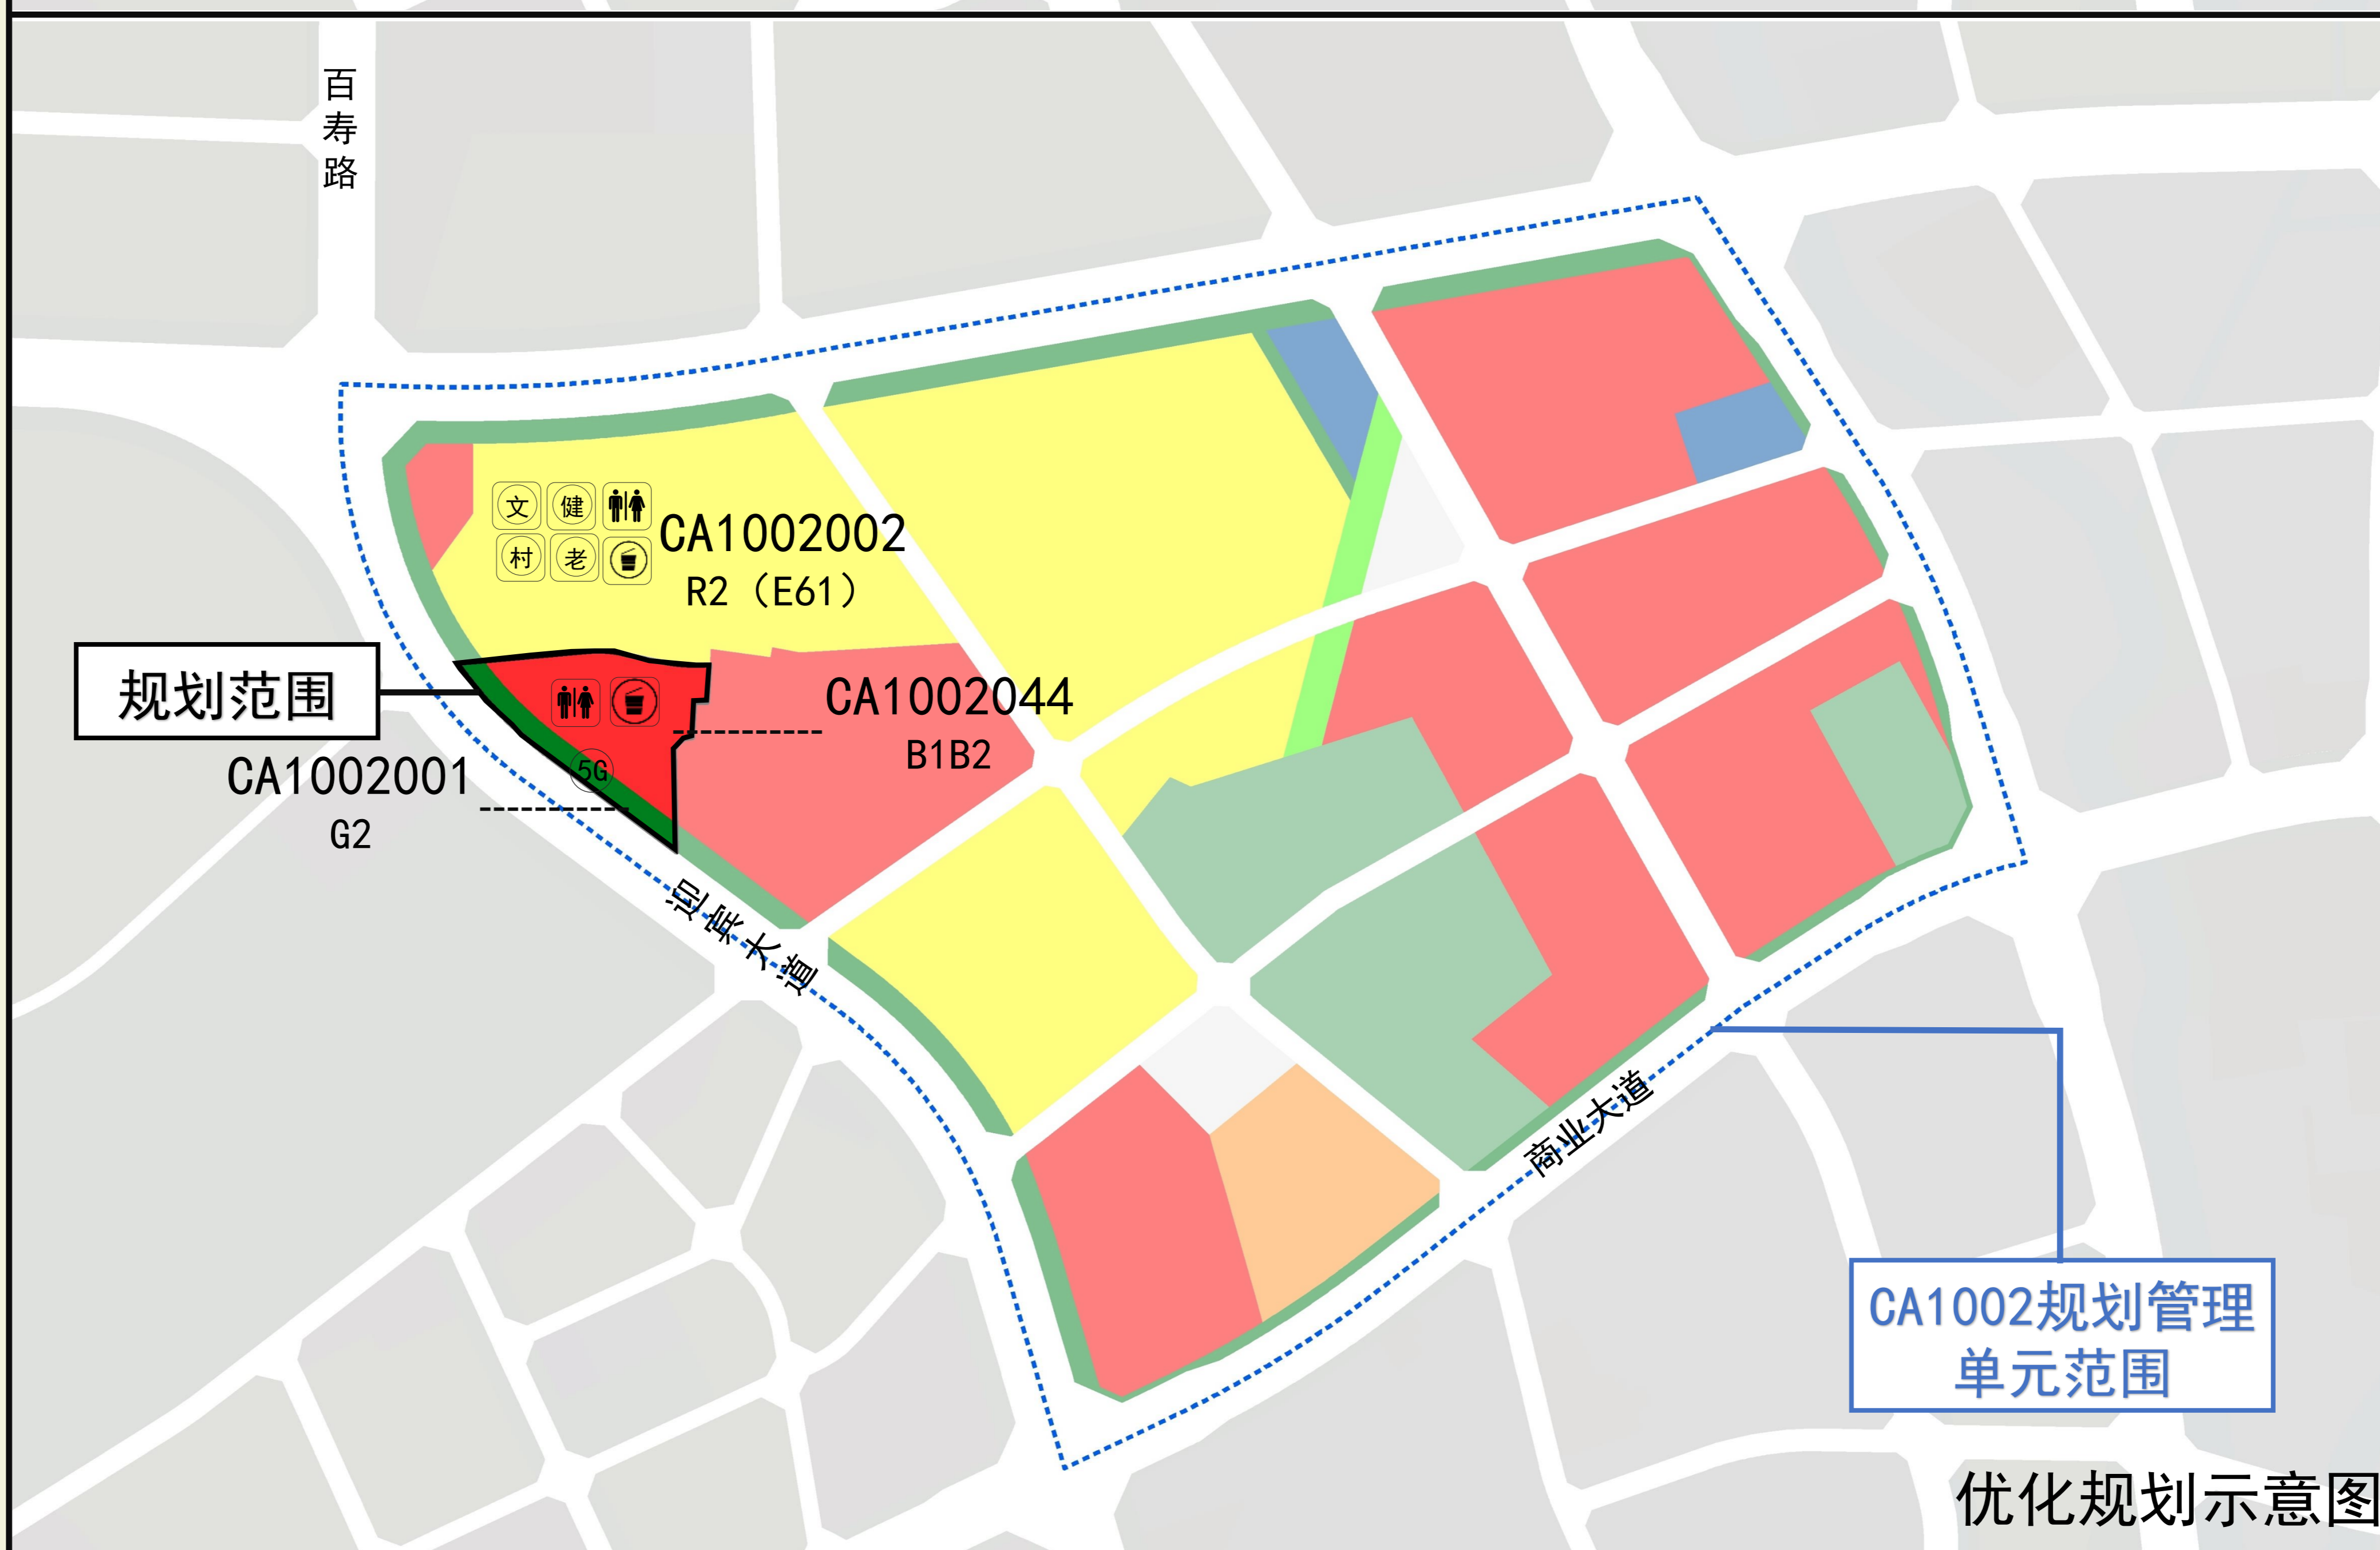 百寿路
文 健
村 老
CA1002002
R2（E61）
规划范围
CA1002001
G2
5G
CA1002044
B1B2
迎宾大道
商业大道
CA1002规划管理
单元范围
优化规划示意图